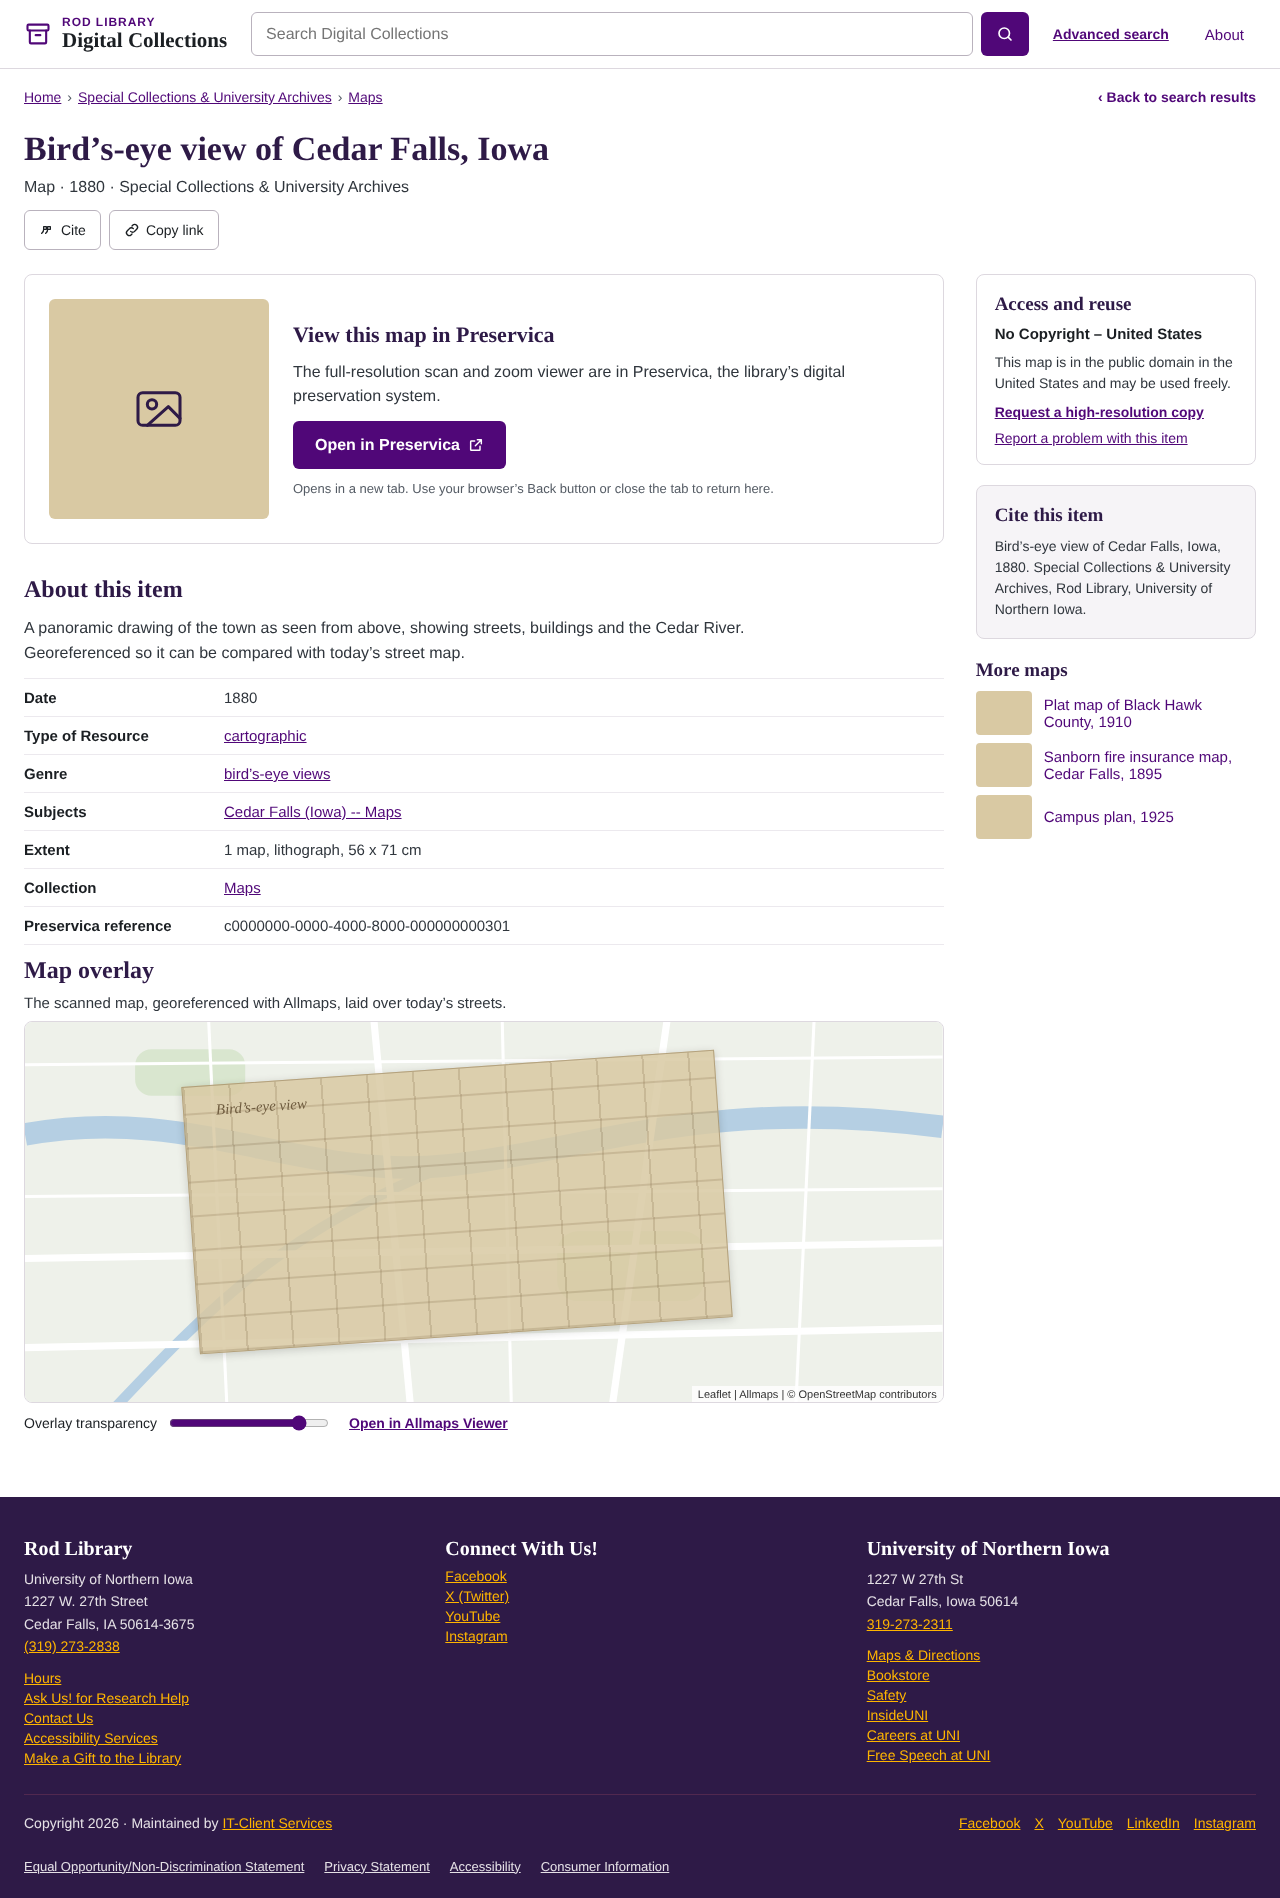 ROD LIBRARY
Digital Collections
Search Digital Collections
Advanced search
About
Home › Special Collections & University Archives › Maps
‹ Back to search results
Bird’s-eye view of Cedar Falls, Iowa
Map · 1880 · Special Collections & University Archives
Cite
Copy link
View this map in Preservica
The full-resolution scan and zoom viewer are in Preservica, the library’s digital
preservation system.
Open in Preservica
Opens in a new tab. Use your browser’s Back button or close the tab to return here.
About this item
A panoramic drawing of the town as seen from above, showing streets, buildings and the Cedar River.
Georeferenced so it can be compared with today’s street map.
Date 1880
Type of Resource cartographic
Genre bird’s-eye views
Subjects Cedar Falls (Iowa) -- Maps
Extent 1 map, lithograph, 56 x 71 cm
Collection Maps
Preservica reference c0000000-0000-4000-8000-000000000301
Map overlay
The scanned map, georeferenced with Allmaps, laid over today’s streets.
Bird’s-eye view
Leaflet | Allmaps | © OpenStreetMap contributors
Overlay transparency
Open in Allmaps Viewer
Access and reuse
No Copyright – United States
This map is in the public domain in the
United States and may be used freely.
Request a high-resolution copy
Report a problem with this item
Cite this item
Bird’s-eye view of Cedar Falls, Iowa,
1880. Special Collections & University
Archives, Rod Library, University of
Northern Iowa.
More maps
Plat map of Black Hawk
County, 1910
Sanborn fire insurance map,
Cedar Falls, 1895
Campus plan, 1925
Rod Library
University of Northern Iowa
1227 W. 27th Street
Cedar Falls, IA 50614-3675
(319) 273-2838
Hours
Ask Us! for Research Help
Contact Us
Accessibility Services
Make a Gift to the Library
Connect With Us!
Facebook
X (Twitter)
YouTube
Instagram
University of Northern Iowa
1227 W 27th St
Cedar Falls, Iowa 50614
319-273-2311
Maps & Directions
Bookstore
Safety
InsideUNI
Careers at UNI
Free Speech at UNI
Copyright 2026 · Maintained by IT-Client Services
Facebook X YouTube LinkedIn Instagram
Equal Opportunity/Non-Discrimination Statement Privacy Statement Accessibility Consumer Information